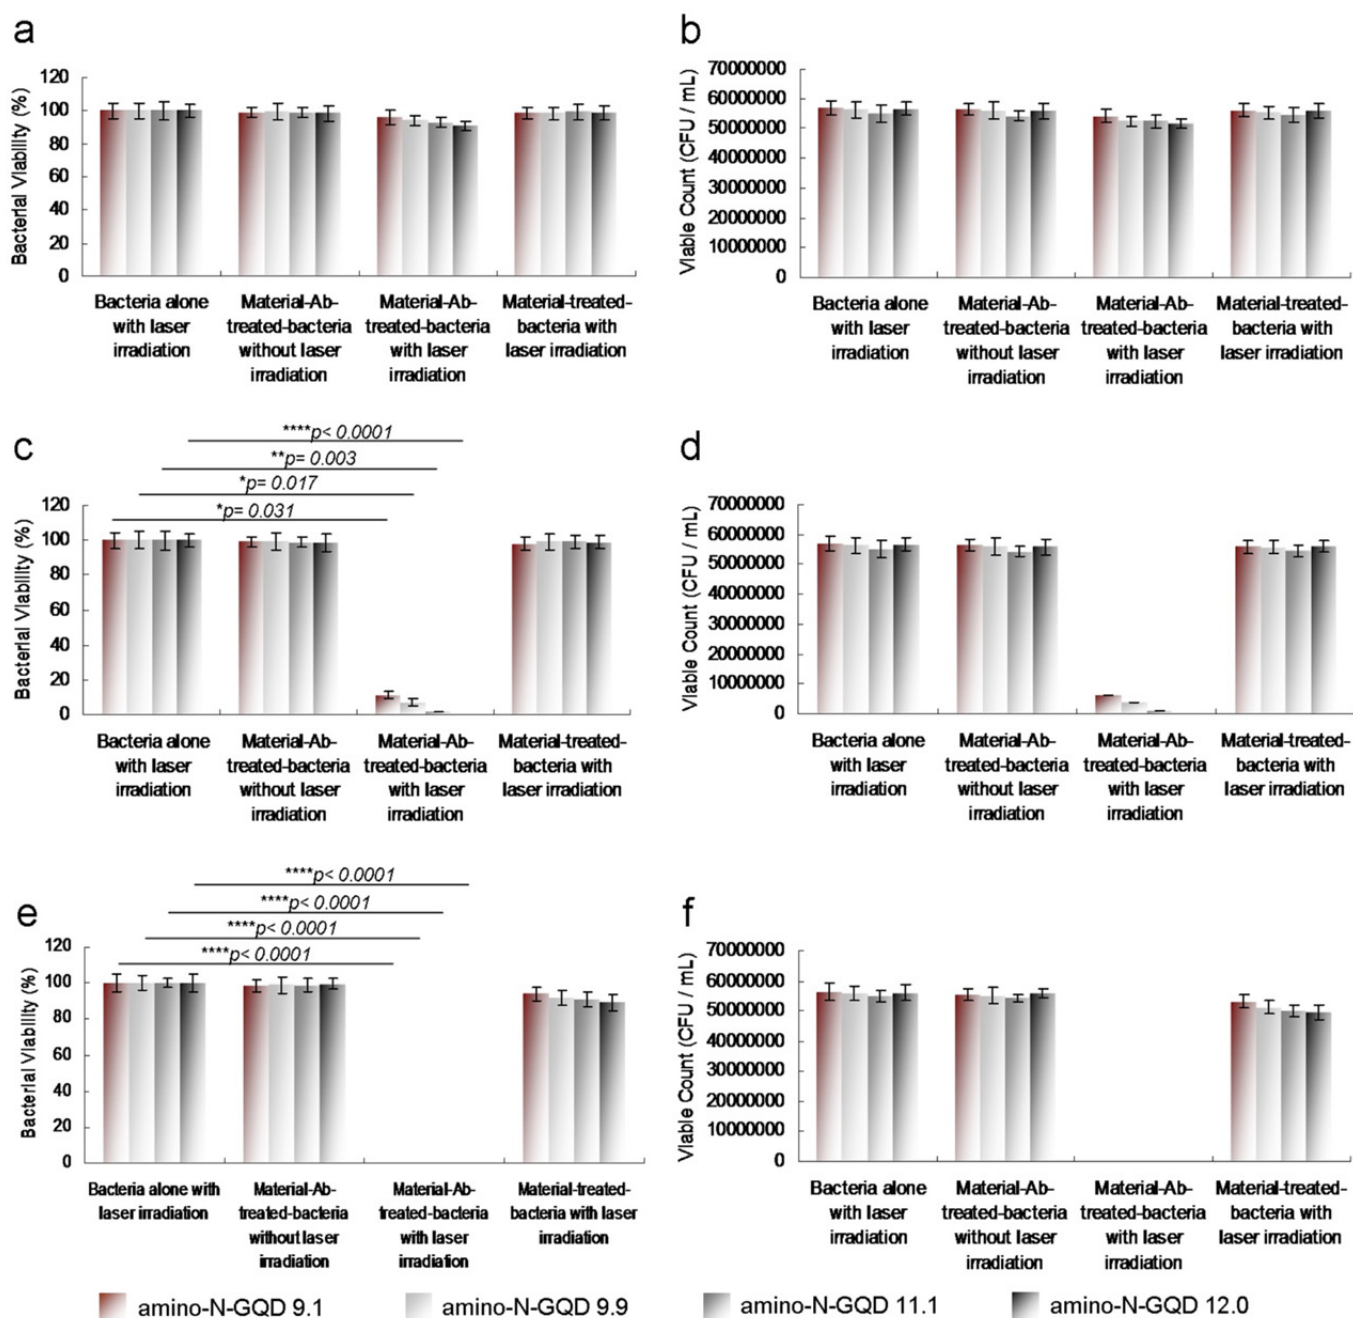 a
Bacterial Viability (%)
120
100
80
60
40
20
0
Bacteria alone
with laser
irradiation
Material-Ab-
treated-bacteria
without laser
irradiation
Material-Ab-
treated-bacteria
with laser
irradiation
Material-treated-
bacteria with
laser irradiation
b
Viable Count (CFU / mL)
70000000
60000000
50000000
40000000
30000000
20000000
10000000
0
Bacteria alone
with laser
irradiation
Material-Ab-
treated-bacteria
without laser
irradiation
Material-Ab-
treated-bacteria
with laser
irradiation
Material-treated-
bacteria with
laser irradiation
c
****p< 0.0001
**p= 0.003
*p= 0.017
*p= 0.031
Bacterial Viability (%)
120
100
80
60
40
20
0
Bacteria alone
with laser
irradiation
Material-Ab-
treated-bacteria
without laser
irradiation
Material-Ab-
treated-bacteria
with laser
irradiation
Material-treated-
bacteria with
laser irradiation
d
Viable Count (CFU / mL)
70000000
60000000
50000000
40000000
30000000
20000000
10000000
0
Bacteria alone
with laser
irradiation
Material-Ab-
treated-bacteria
without laser
irradiation
Material-Ab-
treated-bacteria
with laser
irradiation
Material-treated-
bacteria with
laser irradiation
e
****p< 0.0001
****p< 0.0001
****p< 0.0001
****p< 0.0001
Bacterial Viability (%)
120
100
80
60
40
20
0
Bacteria alone with
laser irradiation
Material-Ab-
treated-bacteria
without laser
irradiation
Material-Ab-
treated-bacteria
with laser
irradiation
Material-treated-
bacteria with laser
irradiation
f
Viable Count (CFU / mL)
70000000
60000000
50000000
40000000
30000000
20000000
10000000
0
Bacteria alone
with laser
irradiation
Material-Ab-
treated-bacteria
without laser
irradiation
Material-Ab-
treated-bacteria
with laser
irradiation
Material-treated-
bacteria with
laser irradiation
amino-N-GQD 9.1
amino-N-GQD 9.9
amino-N-GQD 11.1
amino-N-GQD 12.0